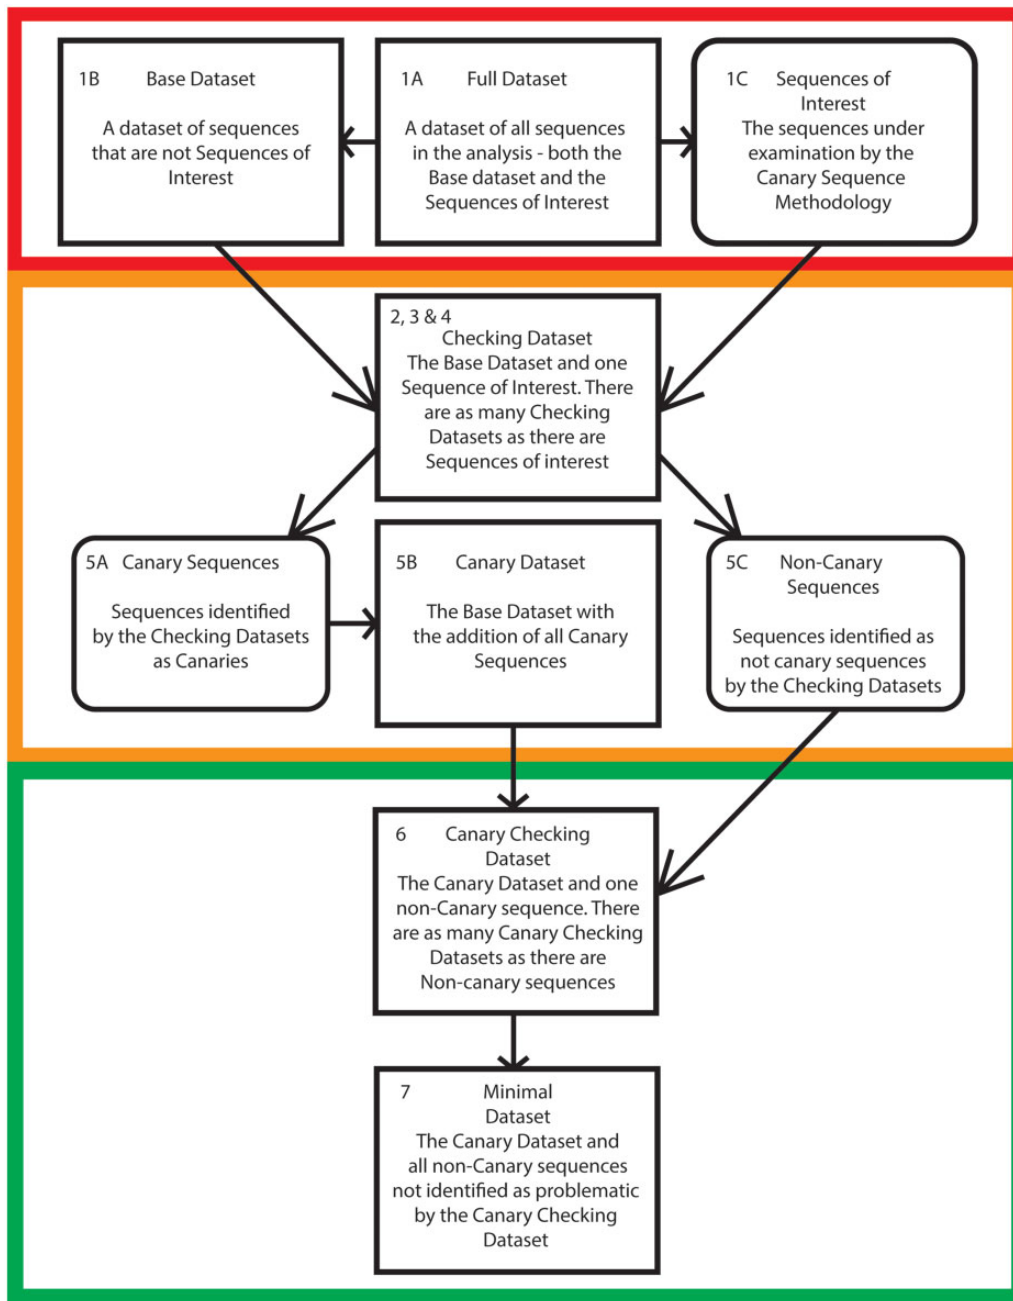 1B Base Dataset
A dataset of sequences
that are not Sequences of
Interest
1A Full Dataset
A dataset of all sequences
in the analysis - both the
Base dataset and the
Sequences of Interest
1C Sequences of
Interest
The sequences under
examination by the
Canary Sequence
Methodology
2, 3 & 4
Checking Dataset
The Base Dataset and one
Sequence of Interest. There
are as many Checking
Datasets as there are
Sequences of interest
5A Canary Sequences
Sequences identified
by the Checking Datasets
as Canaries
5B Canary Dataset
The Base Dataset with
the addition of all Canary
Sequences
5C Non-Canary
Sequences
Sequences identified as
not canary sequences
by the Checking Datasets
6 Canary Checking
Dataset
The Canary Dataset and one
non-Canary sequence. There
are as many Canary Checking
Datasets as there are
Non-canary sequences
7 Minimal
Dataset
The Canary Dataset and
all non-Canary sequences
not identified as problematic
by the Canary Checking
Dataset